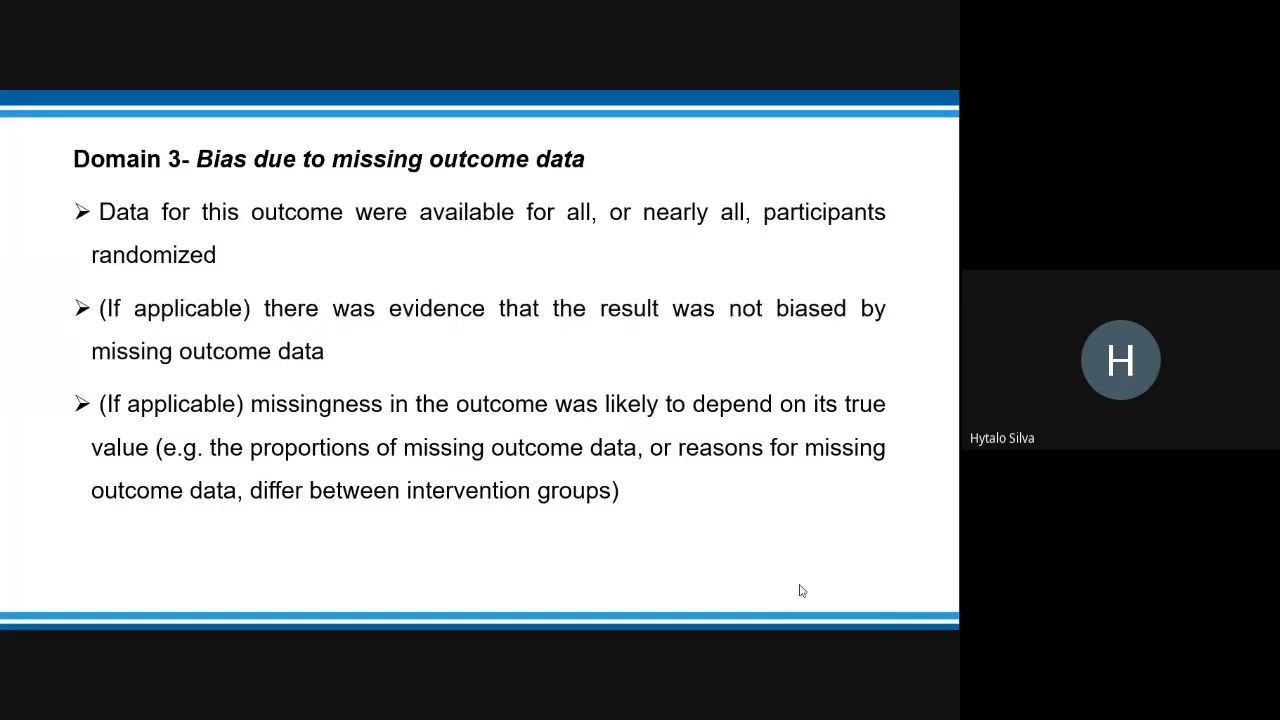 Domain 3- Bias due to missing outcome data
➢ Data for this outcome were available for all, or nearly all, participants
randomized
➢ (If applicable) there was evidence that the result was not biased by
missing outcome data
➢ (If applicable) missingness in the outcome was likely to depend on its true
value (e.g. the proportions of missing outcome data, or reasons for missing
outcome data, differ between intervention groups)
H
Hytalo Silva